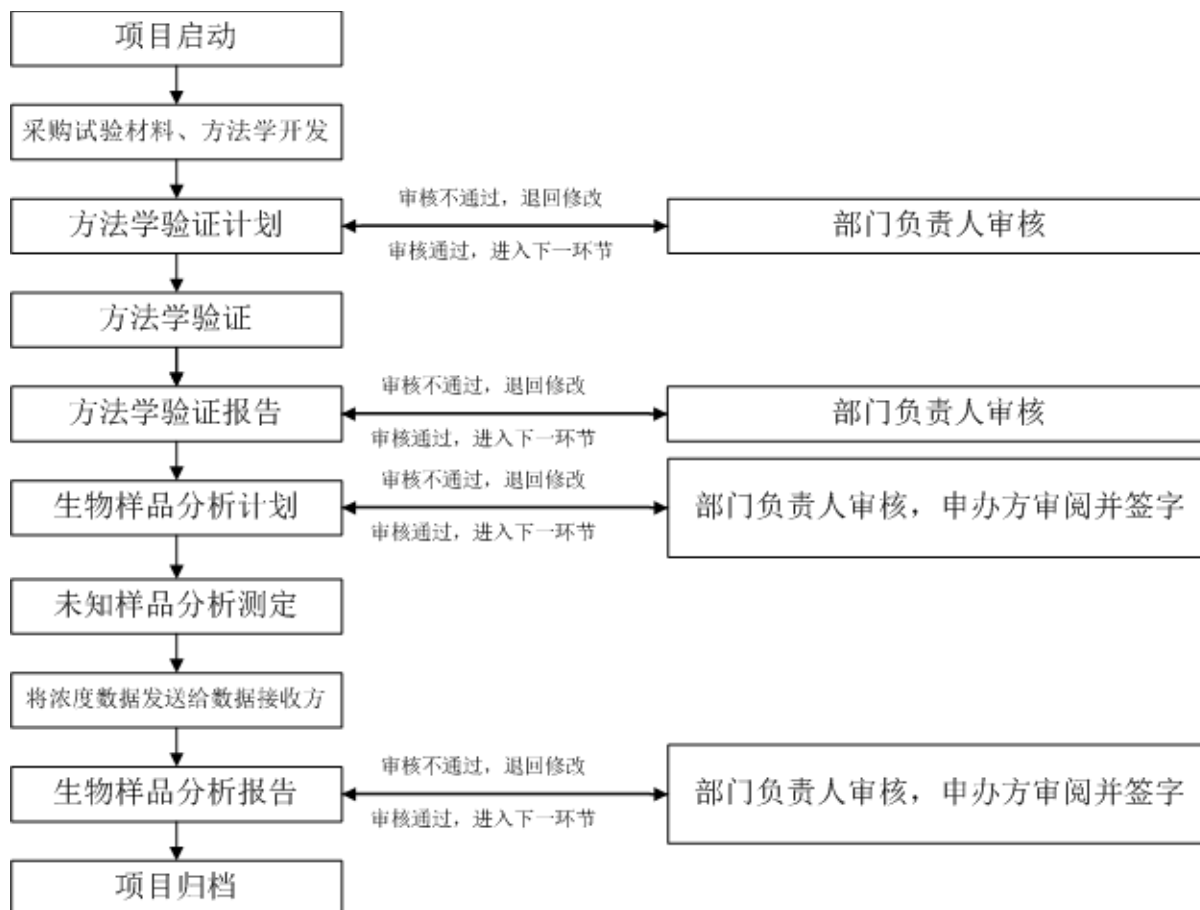 项目启动
采购试验材料、方法学开发
审核不通过，退回修改
方法学验证计划
部门负责人审核
审核通过，进入下一环节
方法学验证
审核不通过，退回修改
方法学验证报告
部门负责人审核
审核通过，进入下一环节
审核不通过，退回修改
生物样品分析计划
部门负责人审核，申办方审阅并签字
审核通过，进入下一环节
未知样品分析测定
将浓度数据发送给数据接收方
审核不通过，退回修改
生物样品分析报告
部门负责人审核，申办方审阅并签字
审核通过，进入下一环节
项目归档